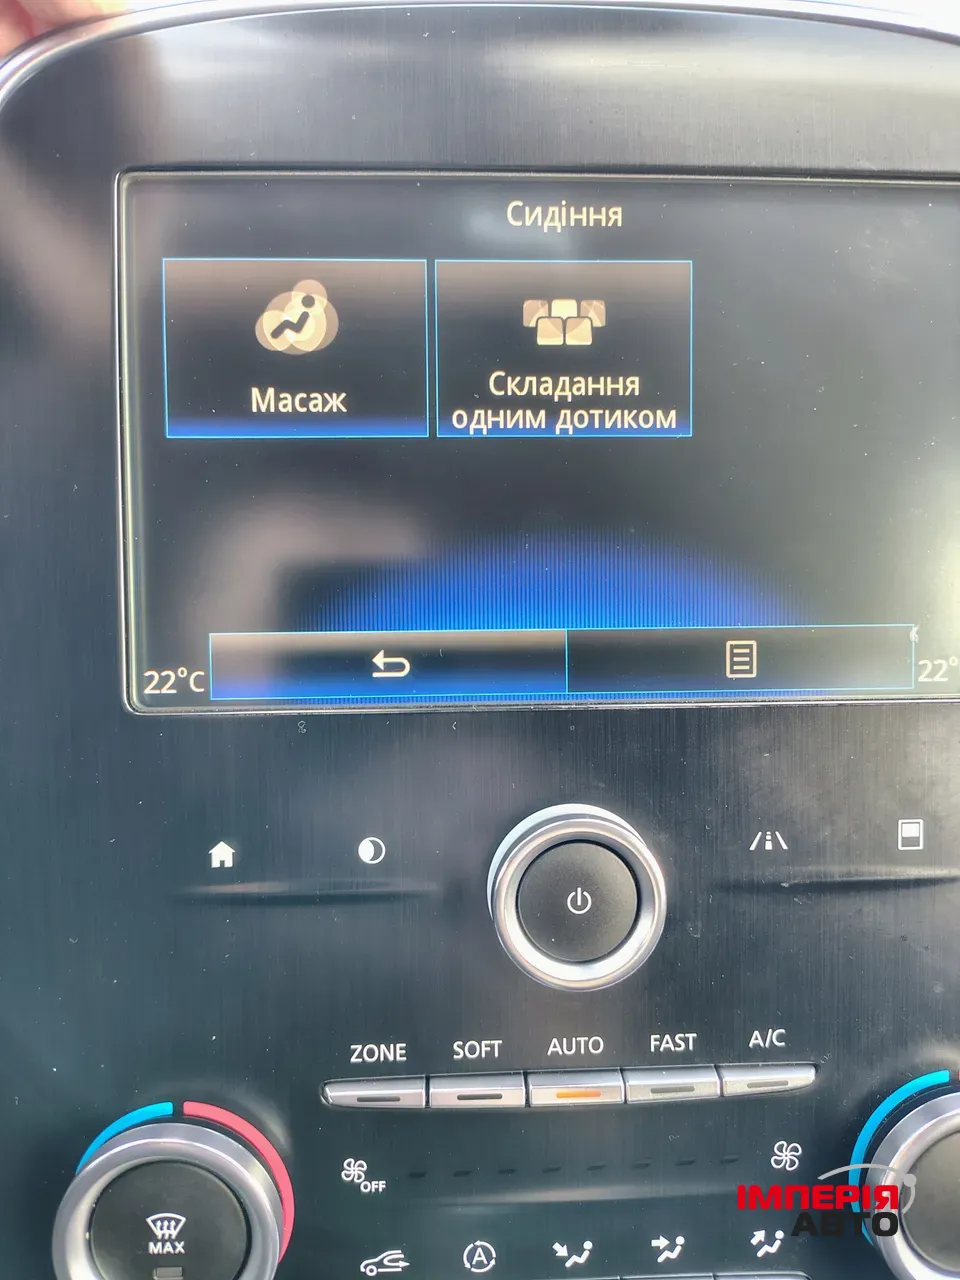 Сидіння
Масаж
Складання
одним дотиком
22°C
22°
ZONE
SOFT
AUTO
FAST
A/C
OFF
A
MAX
ІМПЕРІЯ
АВТО